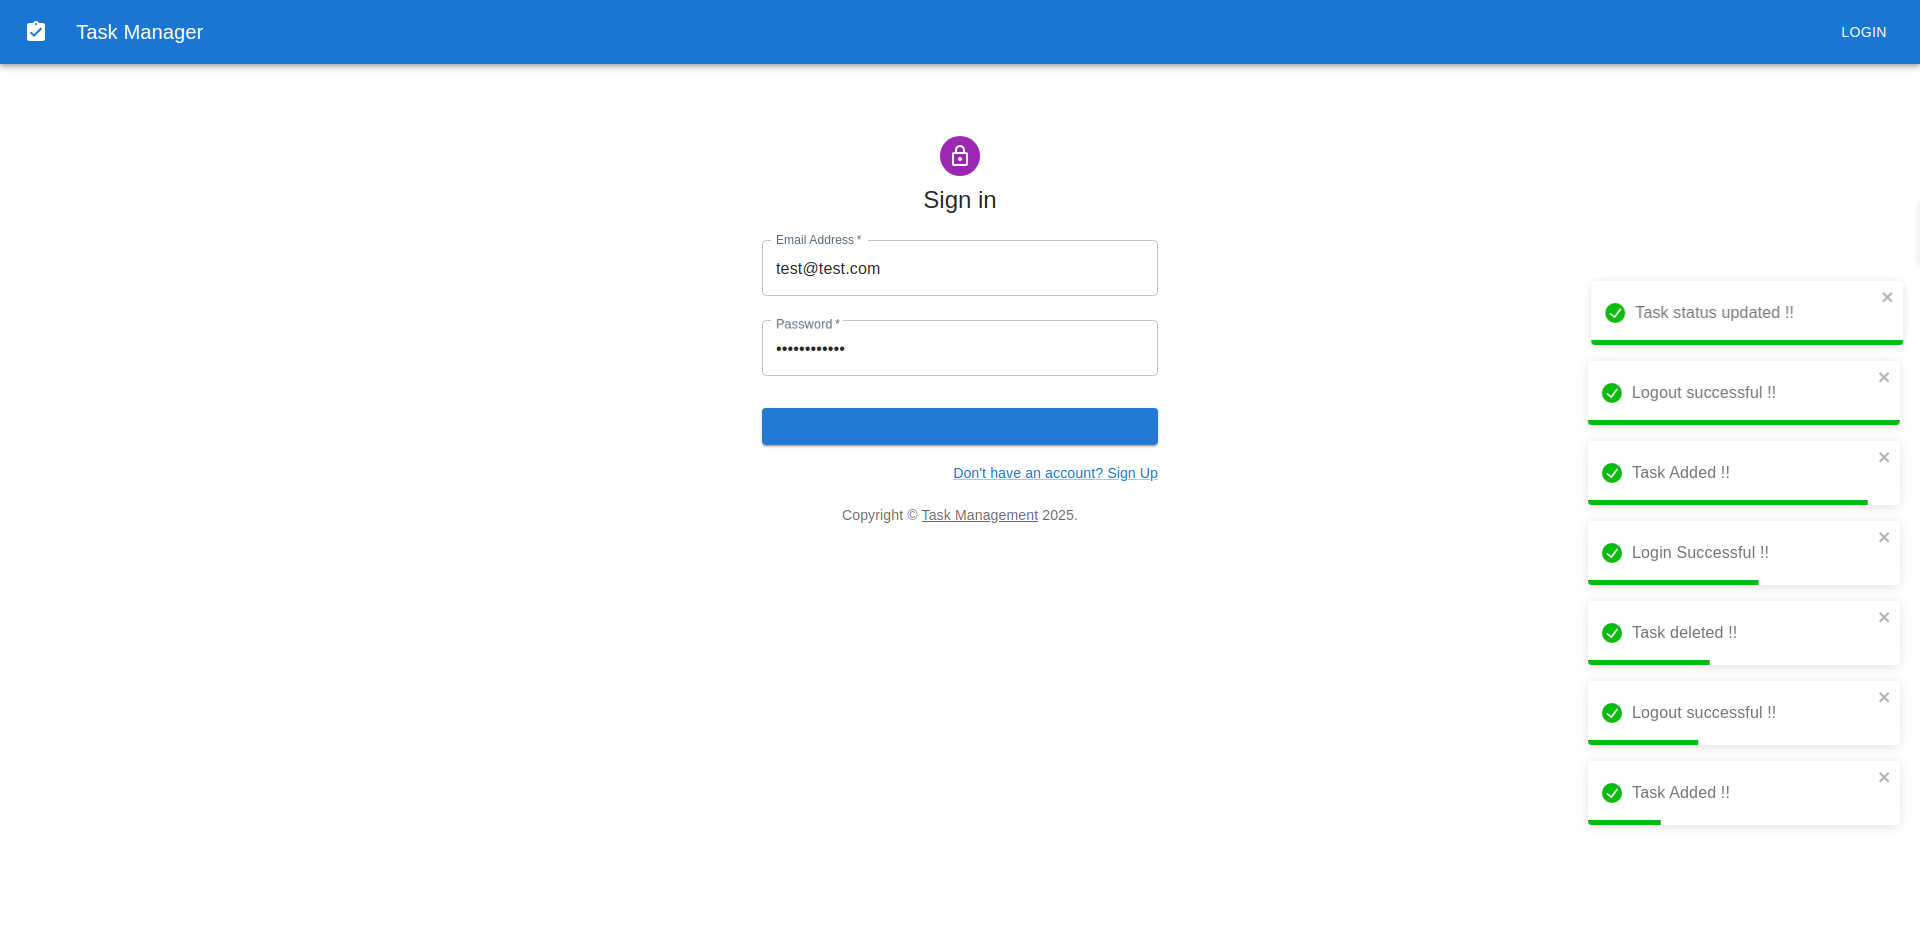 Task Manager
LOGIN
Sign in
Email Address *
test@test.com
Password *
••••••••••••
Don't have an account? Sign Up
Copyright © Task Management 2025.
Task status updated !!
Logout successful !!
Task Added !!
Login Successful !!
Task deleted !!
Logout successful !!
Task Added !!